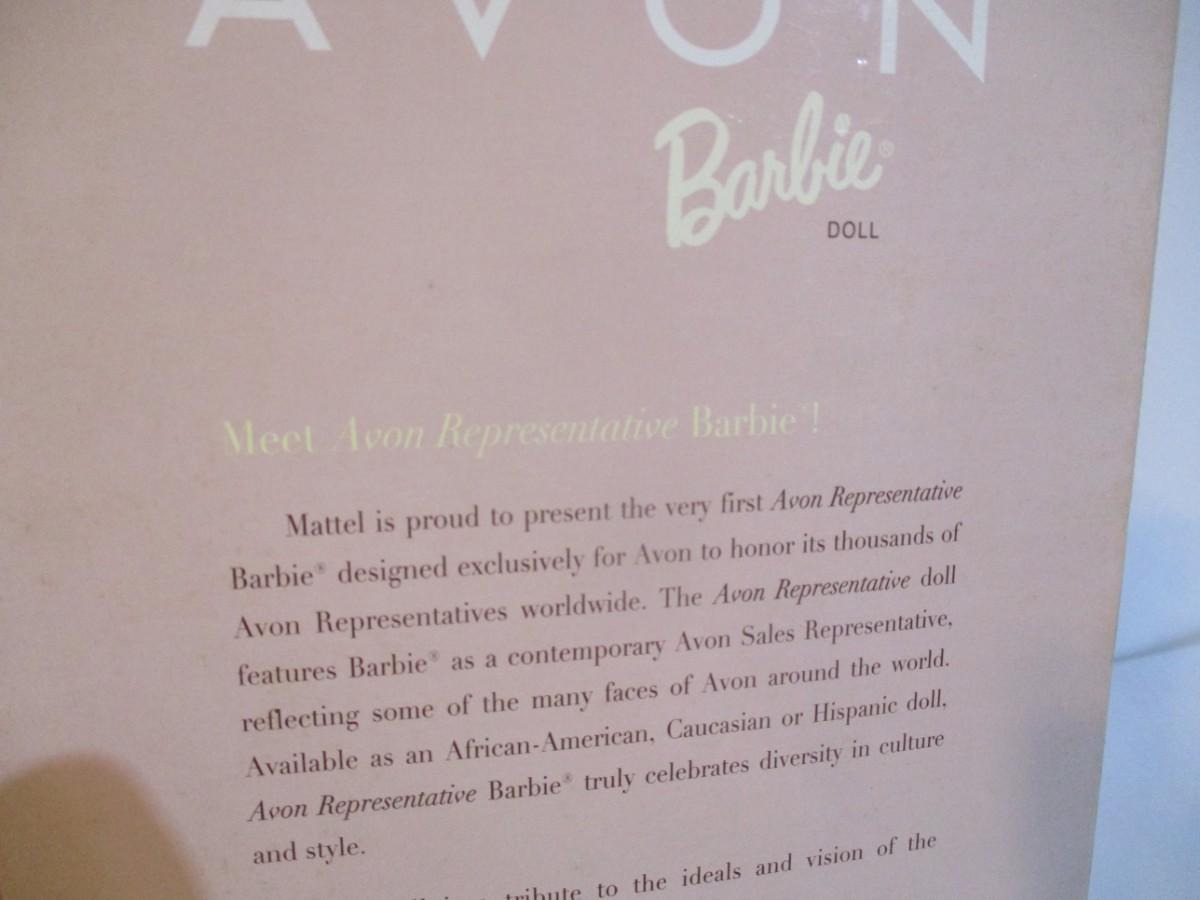 AVON
Barbie®
DOLL
Meet Avon Representative Barbie®!
Mattel is proud to present the very first Avon Representative
Barbie® designed exclusively for Avon to honor its thousands of
Avon Representatives worldwide. The Avon Representative doll
features Barbie® as a contemporary Avon Sales Representative,
reflecting some of the many faces of Avon around the world.
Available as an African-American, Caucasian or Hispanic doll,
Avon Representative Barbie® truly celebrates diversity in culture
and style.
tribute to the ideals and vision of the